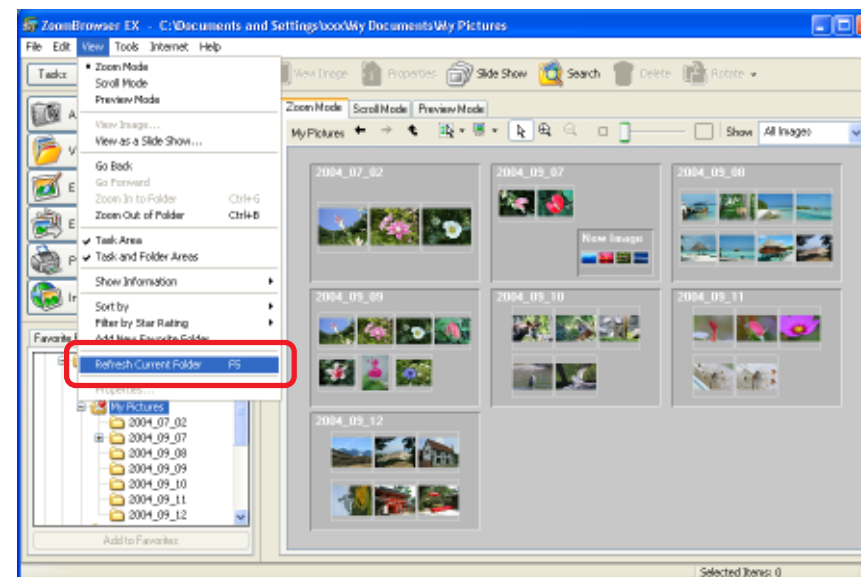 ZoomBrowser EX - C:\Documents and Settings\xxx\My Documents\My Pictures
File Edit View Tools Internet Help
Tasks
View Image Properties Slide Show Search Delete Rotate
• Zoom Mode
Scroll Mode
Preview Mode
View Image...
View as a Slide Show...
Go Back
Go Forward
Zoom In to Folder Ctrl+G
Zoom Out of Folder Ctrl+B
✓ Task Area
✓ Task and Folder Areas
Show Information
Sort by
Filter by Star Rating
Add New Favorite Folder
Refresh Current Folder F5
Properties...
A
V
E
E
P
Favorite
My Pictures
2004_07_02
2004_09_07
2004_09_08
2004_09_09
2004_09_10
2004_09_11
2004_09_12
Add to Favorites
Zoom Mode Scroll Mode Preview Mode
My Pictures Show All Images
2004_07_02 2004_09_07 2004_09_08
New Image
2004_09_09 2004_09_10 2004_09_11
2004_09_12
Selected Items: 0